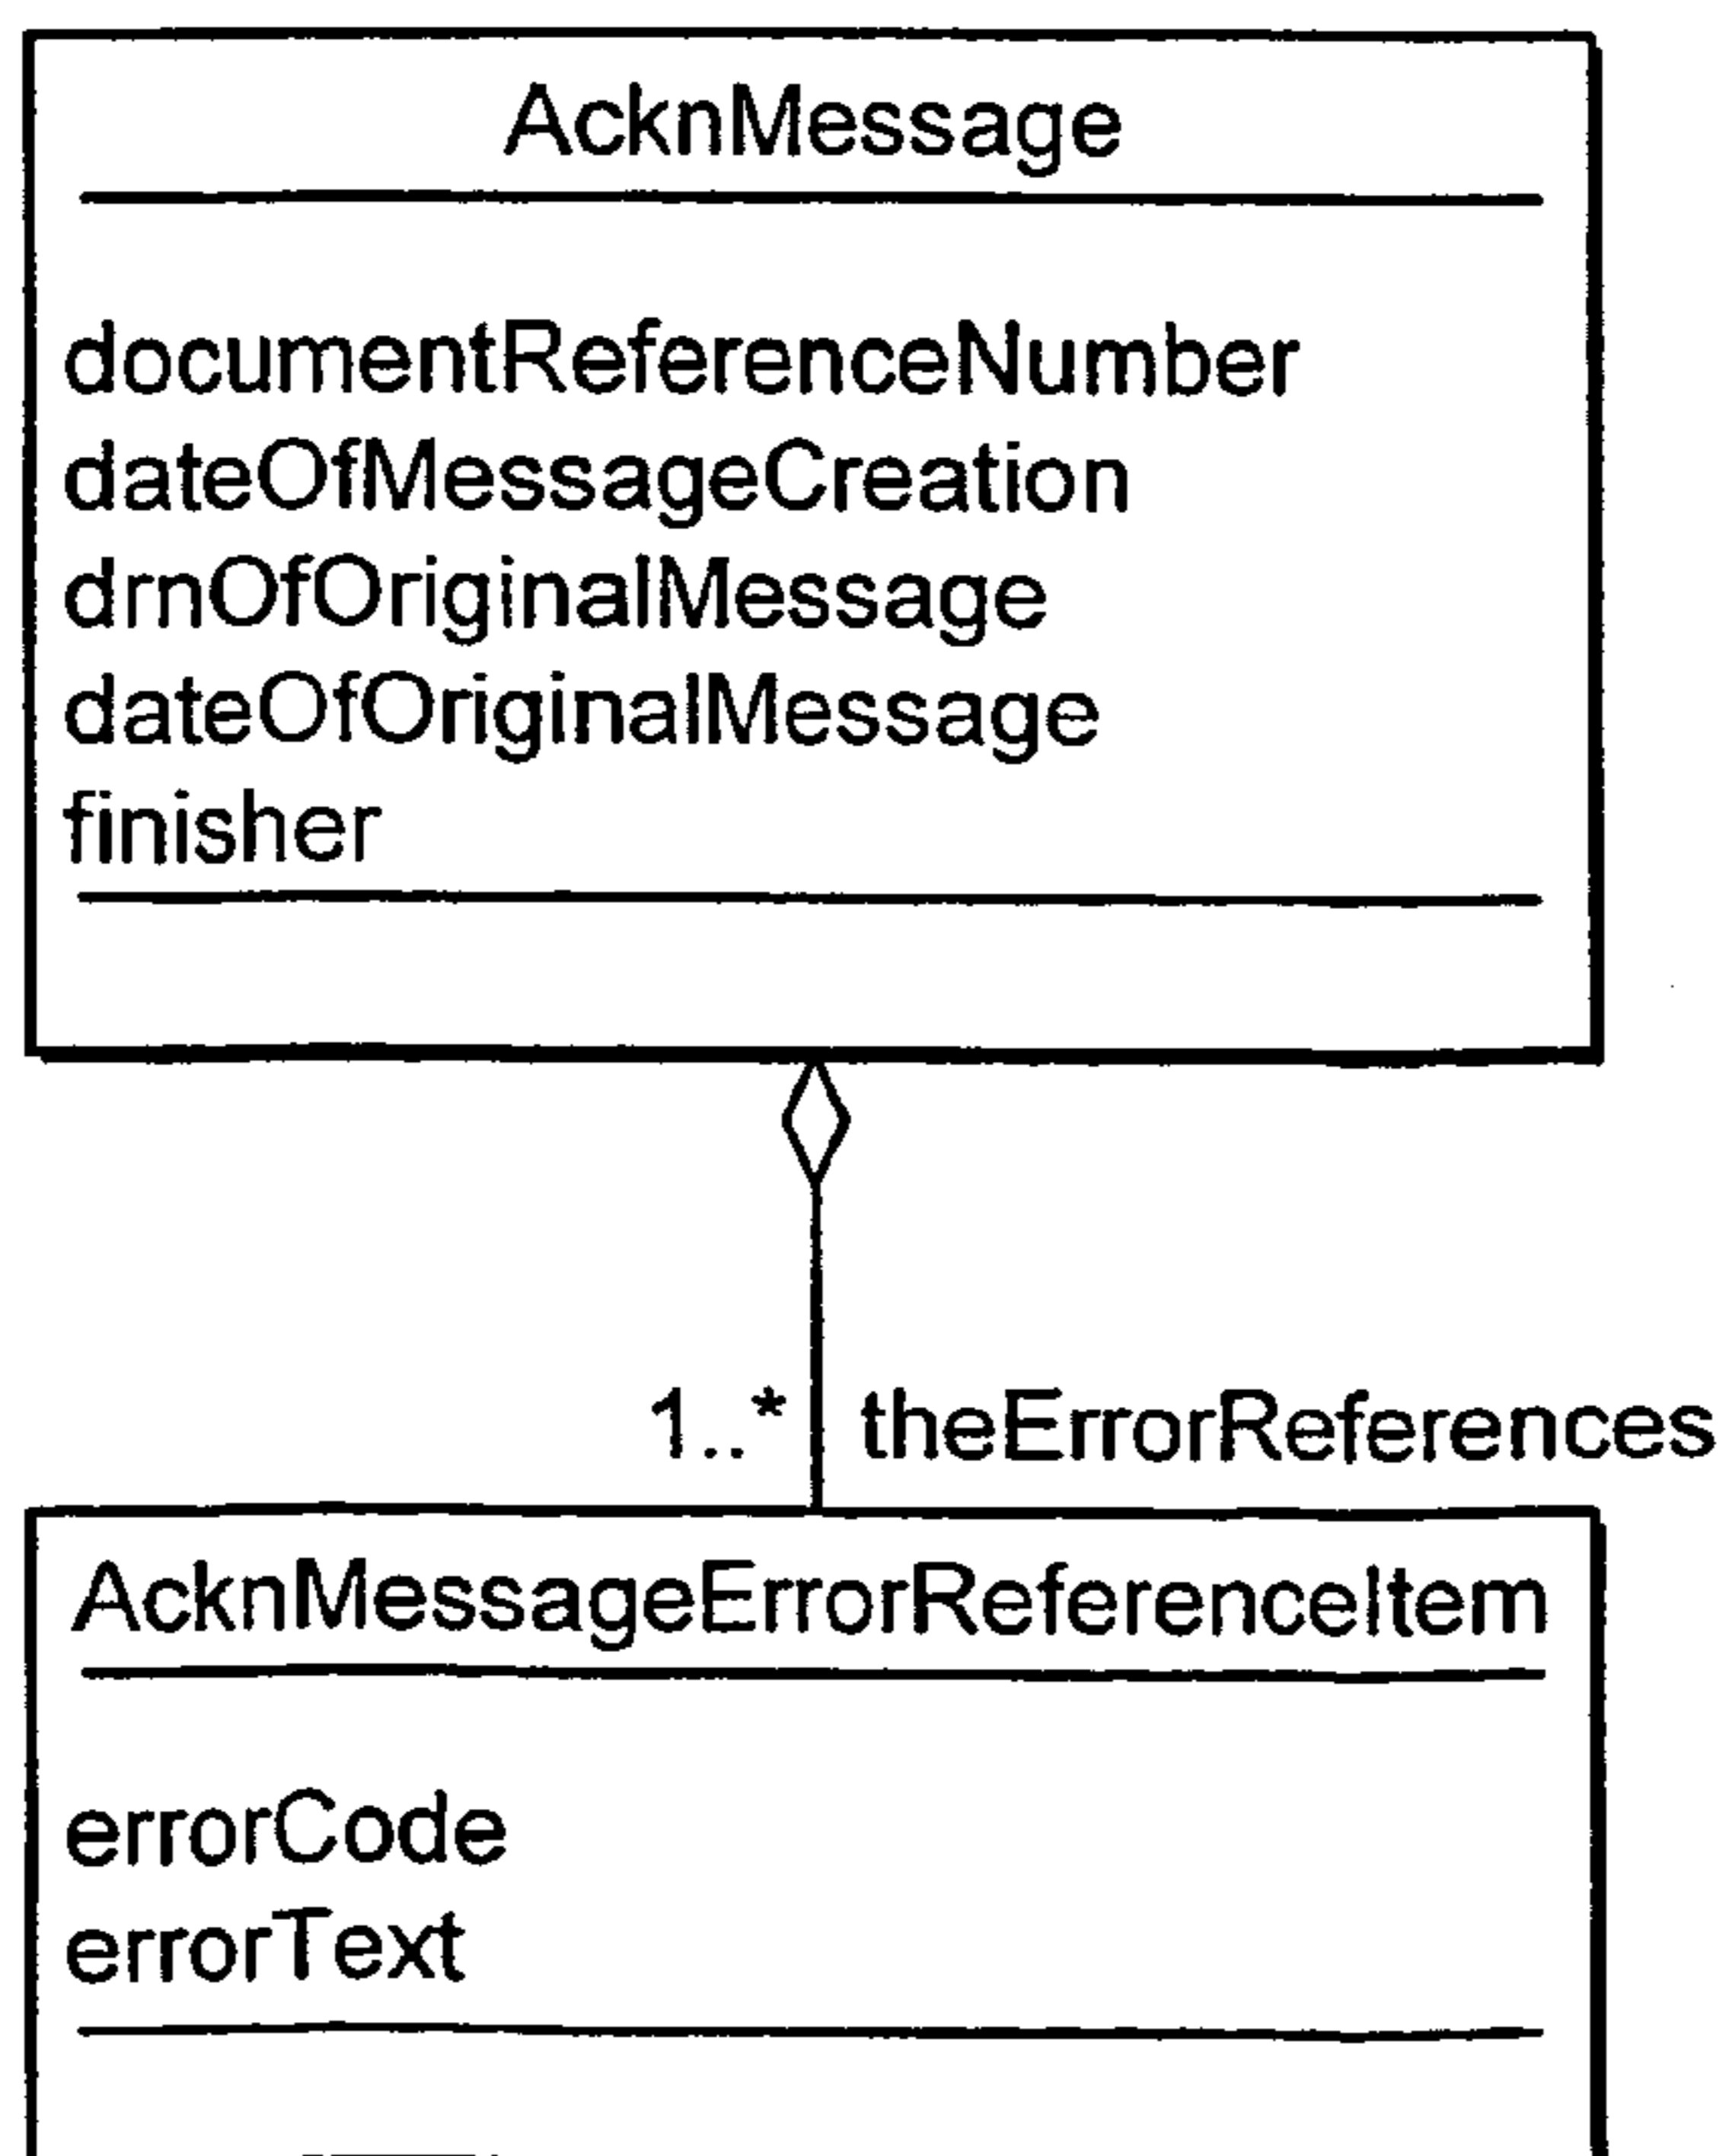 AcknMessage
documentReferenceNumber
dateOfMessageCreation
drnOfOriginalMessage
dateOfOriginalMessage
finisher
1..* theErrorReferences
AcknMessageErrorReferenceItem
errorCode
errorText